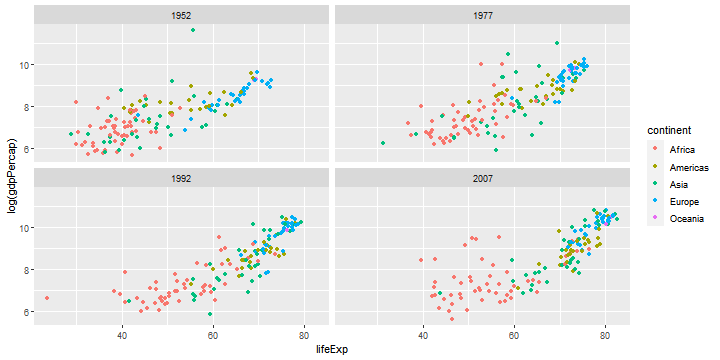 1952
1977
10
8
6
log(gdpPercap)
1992
2007
10
8
6
40
60
80
40
60
80
lifeExp
continent
Africa
Americas
Asia
Europe
Oceania